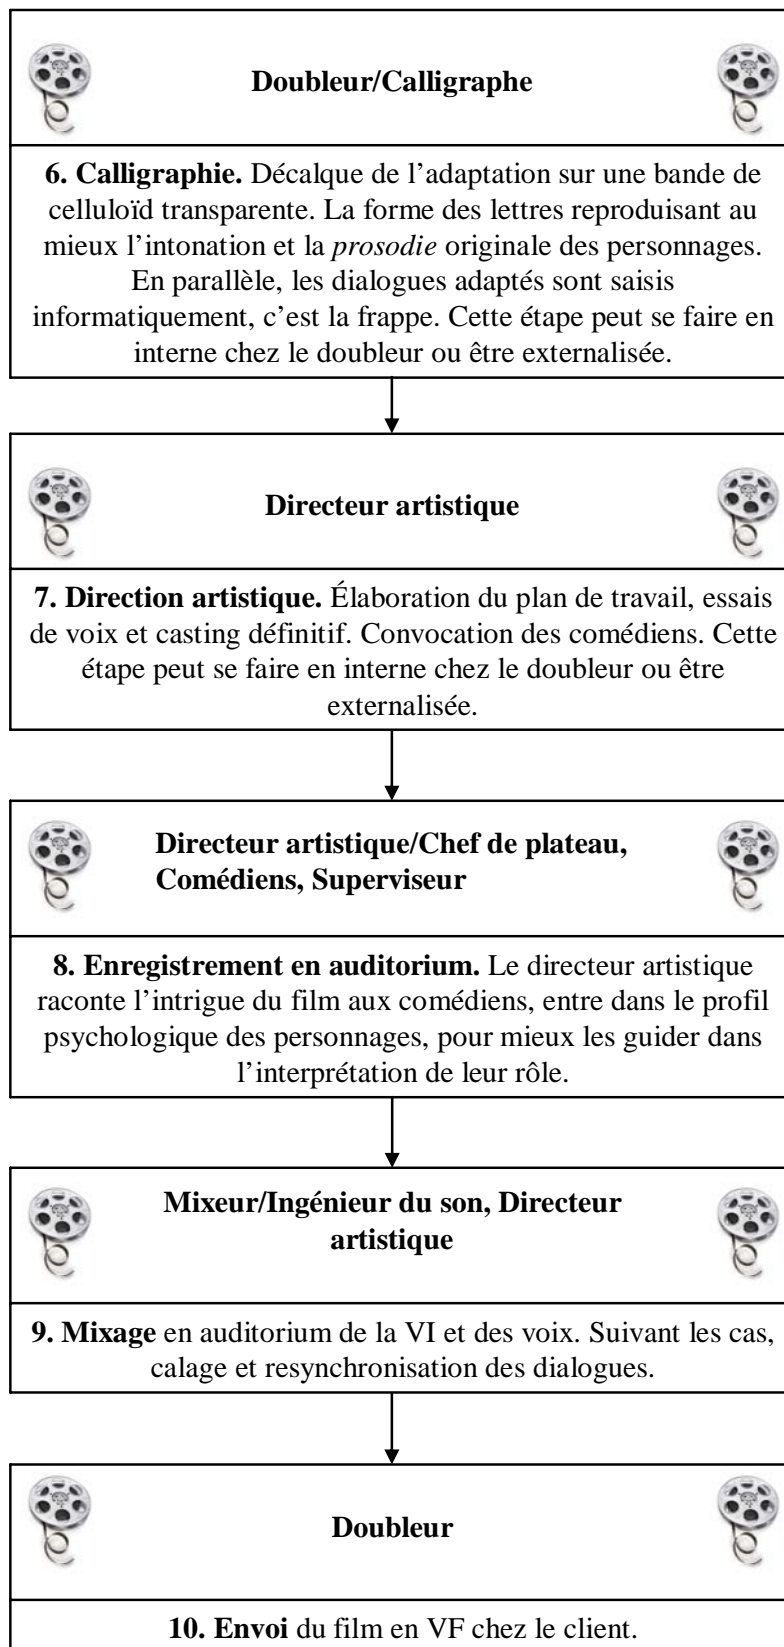 Doubleur/Calligraphe
6. Calligraphie. Décalque de l’adaptation sur une bande de
celluloïd transparente. La forme des lettres reproduisant au
mieux l’intonation et la prosodie originale des personnages.
En parallèle, les dialogues adaptés sont saisis
informatiquement, c’est la frappe. Cette étape peut se faire en
interne chez le doubleur ou être externalisée.
Directeur artistique
7. Direction artistique. Élaboration du plan de travail, essais
de voix et casting définitif. Convocation des comédiens. Cette
étape peut se faire en interne chez le doubleur ou être
externalisée.
Directeur artistique/Chef de plateau,
Comédiens, Superviseur
8. Enregistrement en auditorium. Le directeur artistique
raconte l’intrigue du film aux comédiens, entre dans le profil
psychologique des personnages, pour mieux les guider dans
l’interprétation de leur rôle.
Mixeur/Ingénieur du son, Directeur
artistique
9. Mixage en auditorium de la VI et des voix. Suivant les cas,
calage et resynchronisation des dialogues.
Doubleur
10. Envoi du film en VF chez le client.